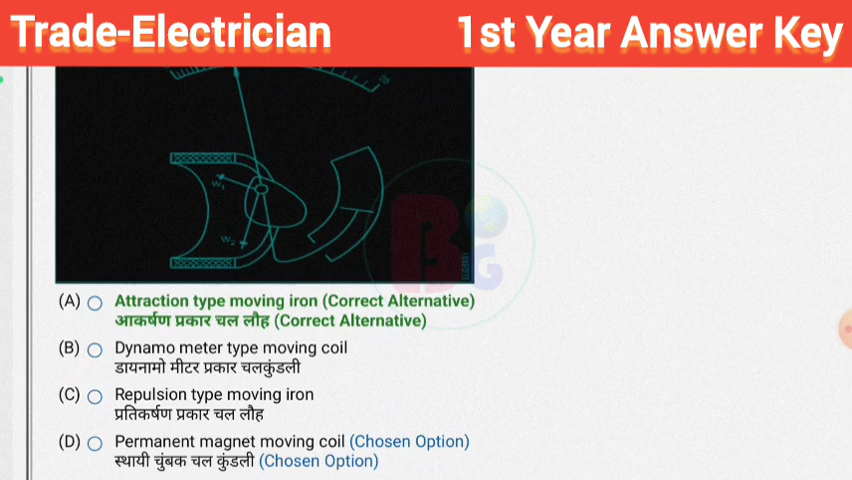 Trade-Electrician 1st Year Answer Key
W1
W2
(A) Attraction type moving iron (Correct Alternative)
आकर्षण प्रकार चल लौह (Correct Alternative)
(B) Dynamo meter type moving coil
डायनामो मीटर प्रकार चलकुंडली
(C) Repulsion type moving iron
प्रतिकर्षण प्रकार चल लौह
(D) Permanent magnet moving coil (Chosen Option)
स्थायी चुंबक चल कुंडली (Chosen Option)